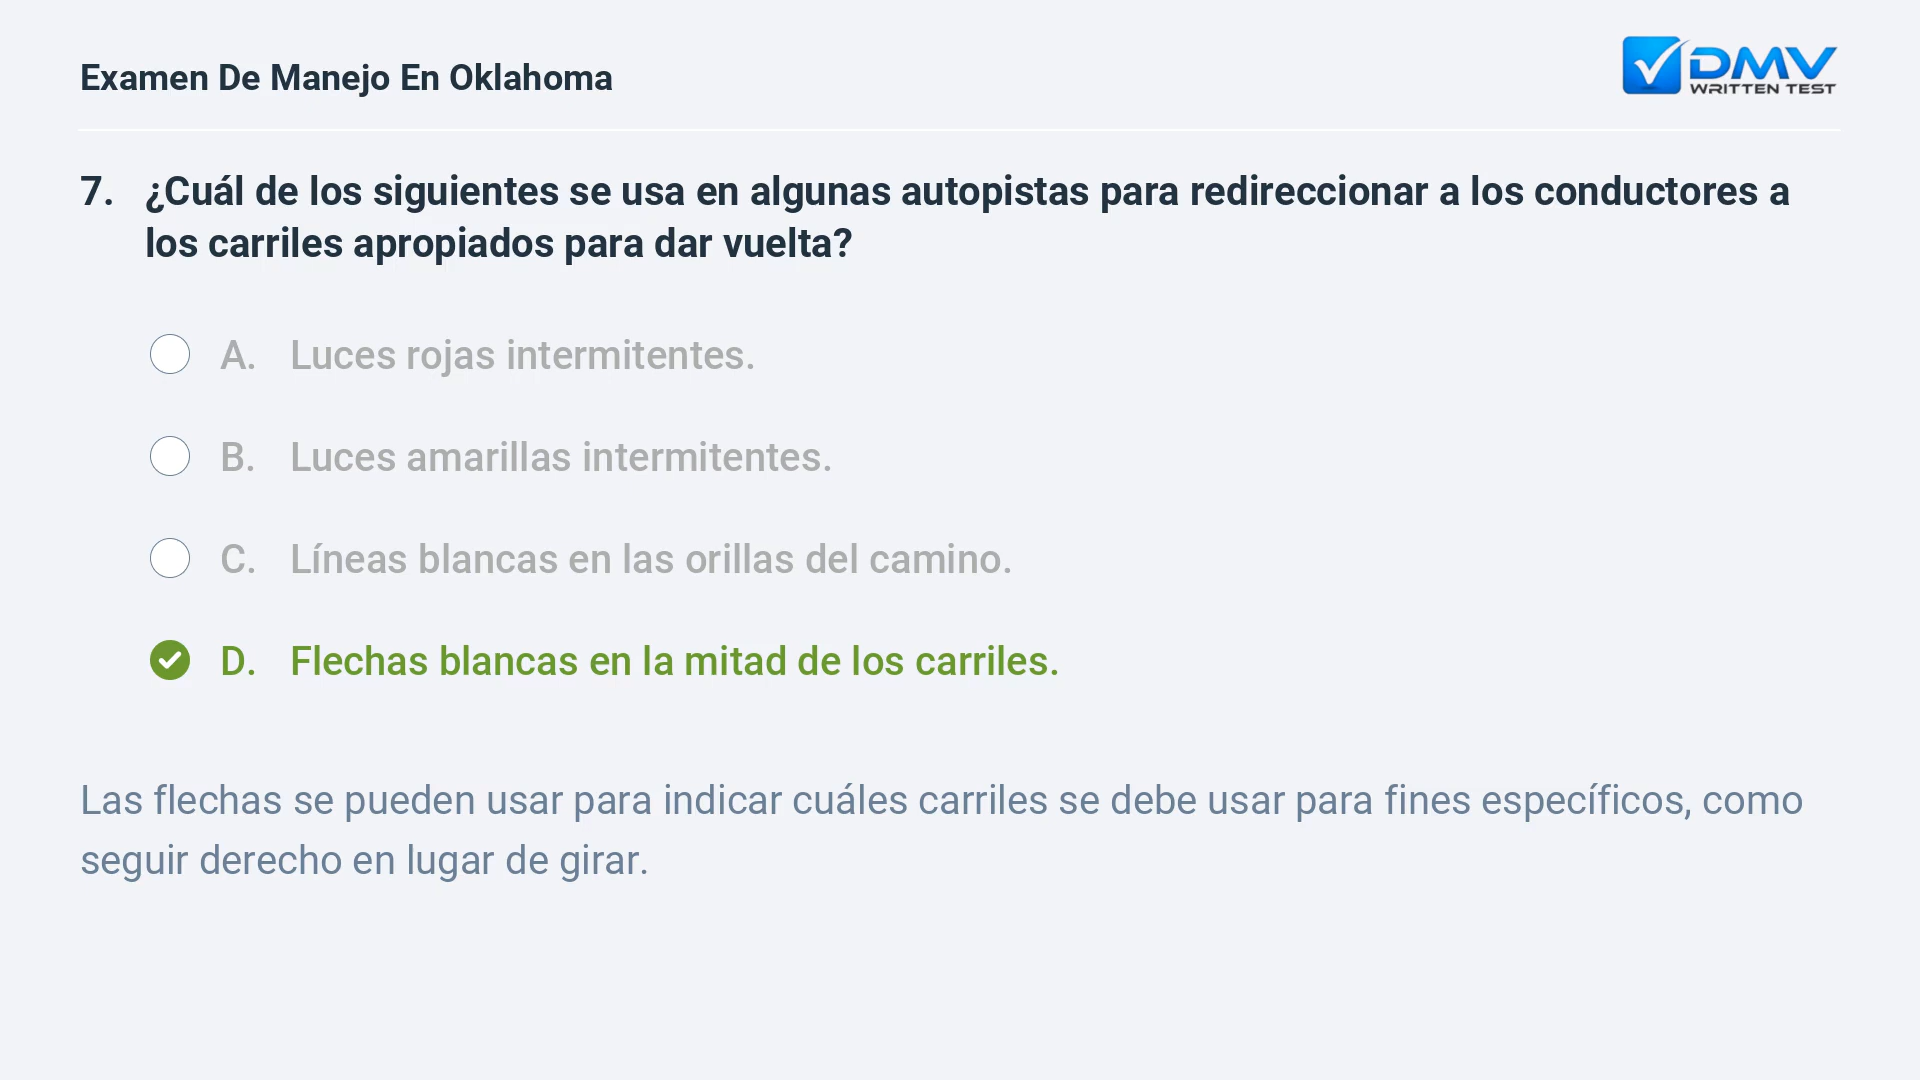 Examen De Manejo En Oklahoma
DMV
WRITTEN TEST
7. ¿Cuál de los siguientes se usa en algunas autopistas para redireccionar a los conductores a
los carriles apropiados para dar vuelta?
A. Luces rojas intermitentes.
B. Luces amarillas intermitentes.
C. Líneas blancas en las orillas del camino.
D. Flechas blancas en la mitad de los carriles.
Las flechas se pueden usar para indicar cuáles carriles se debe usar para fines específicos, como
seguir derecho en lugar de girar.